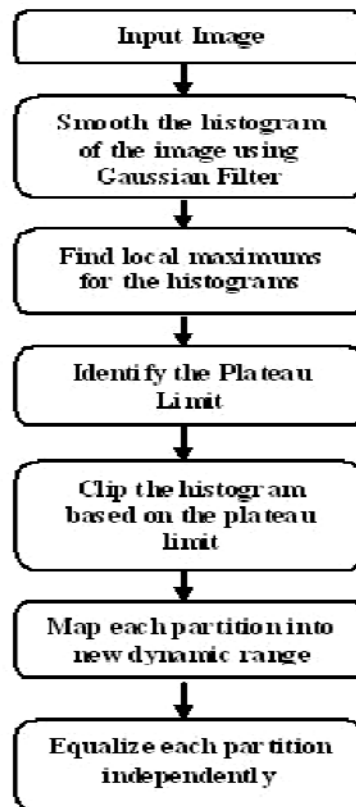 Input Image
Smooth the histogram
of the image using
Gaussian Filter
Find local maximums
for the histograms
Identify the Plateau
Limit
Clip the histogram
based on the plateau
limit
Map each partition into
new dynamic range
Equalize each partition
independently